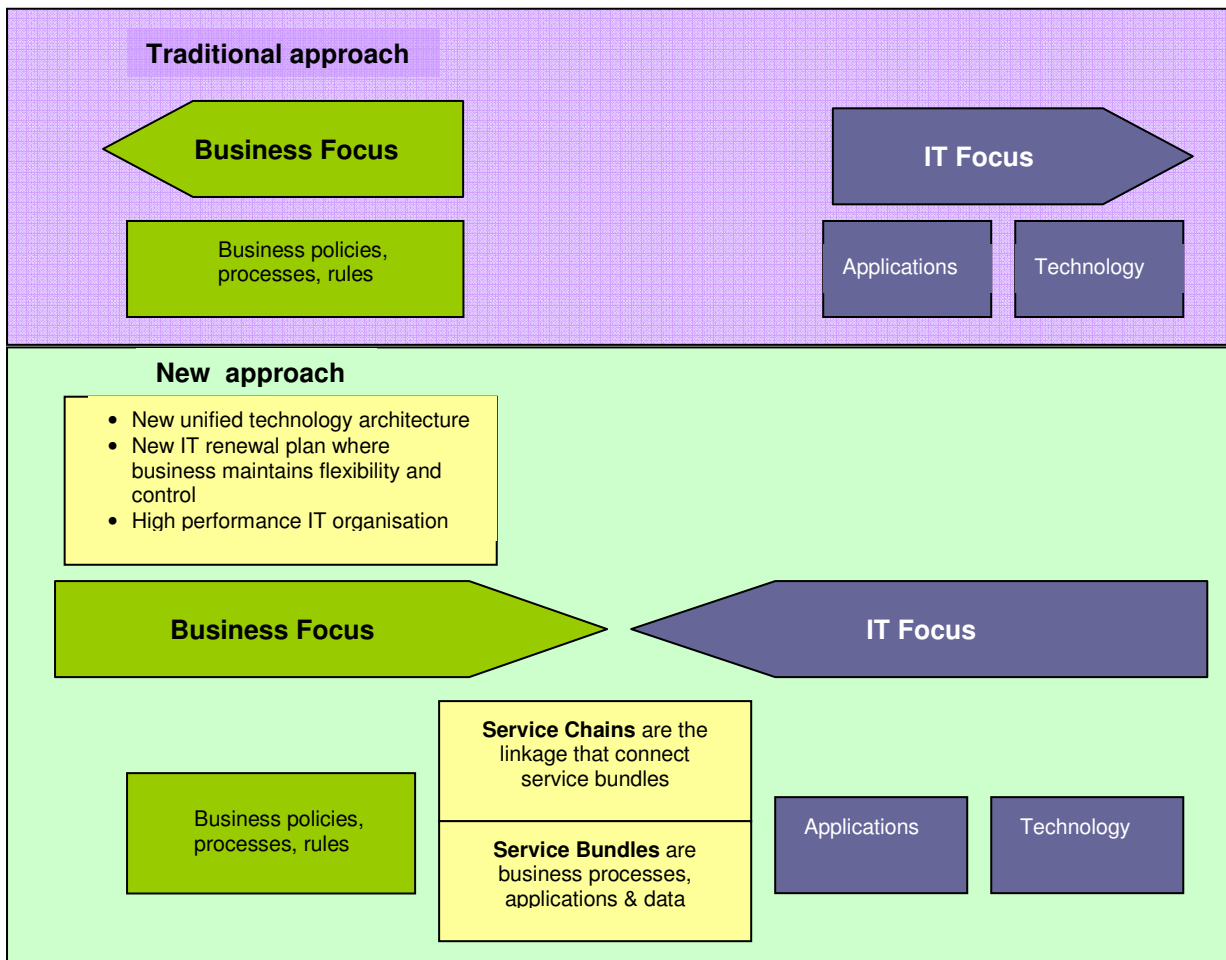 Traditional approach
Business Focus
IT Focus
Business policies,
processes, rules
Applications
Technology
New approach
• New unified technology architecture
• New IT renewal plan where
business maintains flexibility and
control
• High performance IT organisation
Business Focus
IT Focus
Service Chains are the
linkage that connect
service bundles
Business policies,
processes, rules
Applications
Technology
Service Bundles are
business processes,
applications & data